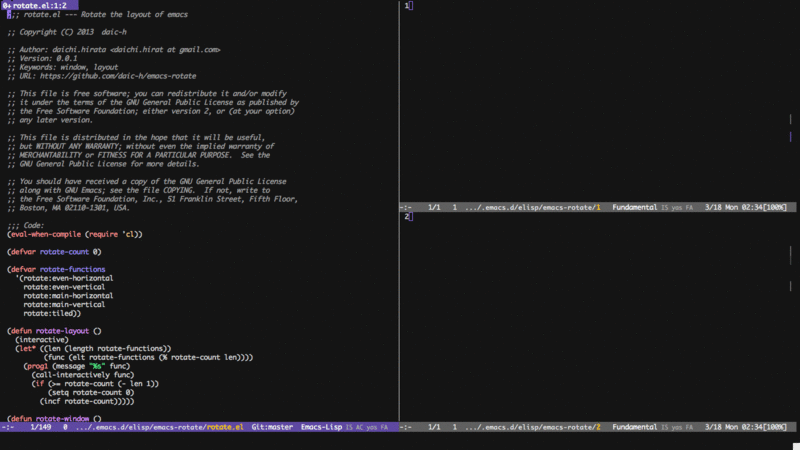 0+rotate.el:1:2
;;; rotate.el --- Rotate the layout of emacs
;; Copyright (C) 2013  daic-h
;; Author: daichi.hirata <daichi.hirat at gmail.com>
;; Version: 0.0.1
;; Keywords: window, layout
;; URL: https://github.com/daic-h/emacs-rotate
;; This file is free software; you can redistribute it and/or modify
;; it under the terms of the GNU General Public License as published by
;; the Free Software Foundation; either version 2, or (at your option)
;; any later version.
;; This file is distributed in the hope that it will be useful,
;; but WITHOUT ANY WARRANTY; without even the implied warranty of
;; MERCHANTABILITY or FITNESS FOR A PARTICULAR PURPOSE.  See the
;; GNU General Public License for more details.
;; You should have received a copy of the GNU General Public License
;; along with GNU Emacs; see the file COPYING.  If not, write to
;; the Free Software Foundation, Inc., 51 Franklin Street, Fifth Floor,
;; Boston, MA 02110-1301, USA.
;;; Code:
(eval-when-compile (require 'cl))
(defvar rotate-count 0)
(defvar rotate-functions
  '(rotate:even-horizontal
    rotate:even-vertical
    rotate:main-horizontal
    rotate:main-vertical
    rotate:tiled))
(defun rotate-layout ()
  (interactive)
  (let* ((len (length rotate-functions))
         (func (elt rotate-functions (% rotate-count len))))
    (prog1 (message "%s" func)
      (call-interactively func)
      (if (>= rotate-count (- len 1))
          (setq rotate-count 0)
        (incf rotate-count)))))
(defun rotate-window ()
-:-   1/149   0  .../.emacs.d/elisp/emacs-rotate/rotate.el  Git:master  Emacs-Lisp IS AC yas FA
1
-:-   1/1   1  .../.emacs.d/elisp/emacs-rotate/1   Fundamental IS yas FA   3/18 Mon 02:34[100%]
2
-:-   1/1   1  .../.emacs.d/elisp/emacs-rotate/2   Fundamental IS yas FA   3/18 Mon 02:34[100%]